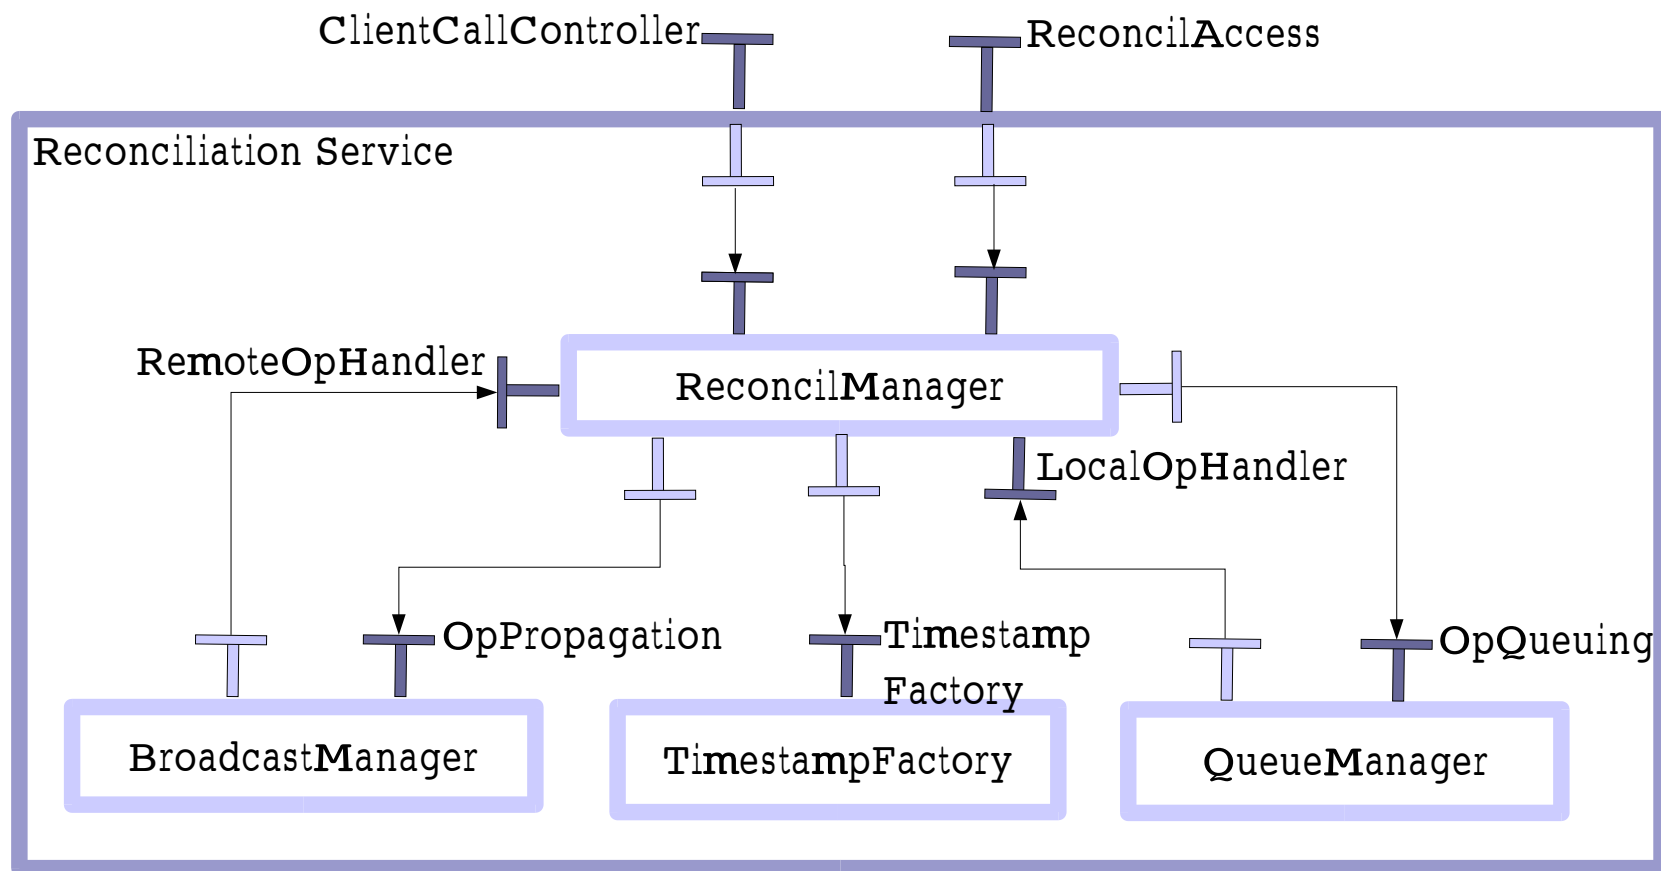 ClientCallController
ReconcilAccess
Reconciliation Service
RemoteOpHandler
ReconcilManager
LocalOpHandler
OpPropagation
Timestamp
Factory
OpQueuing
BroadcastManager
TimestampFactory
QueueManager